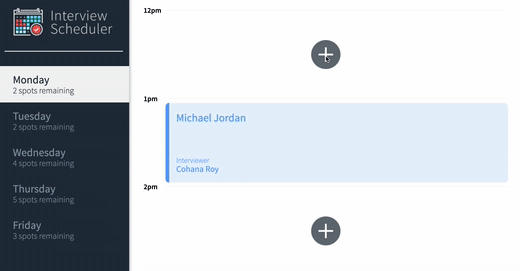 Interview
Scheduler
Monday
2 spots remaining
Tuesday
2 spots remaining
Wednesday
4 spots remaining
Thursday
5 spots remaining
Friday
3 spots remaining
12pm
1pm
Michael Jordan
Interviewer
Cohana Roy
2pm